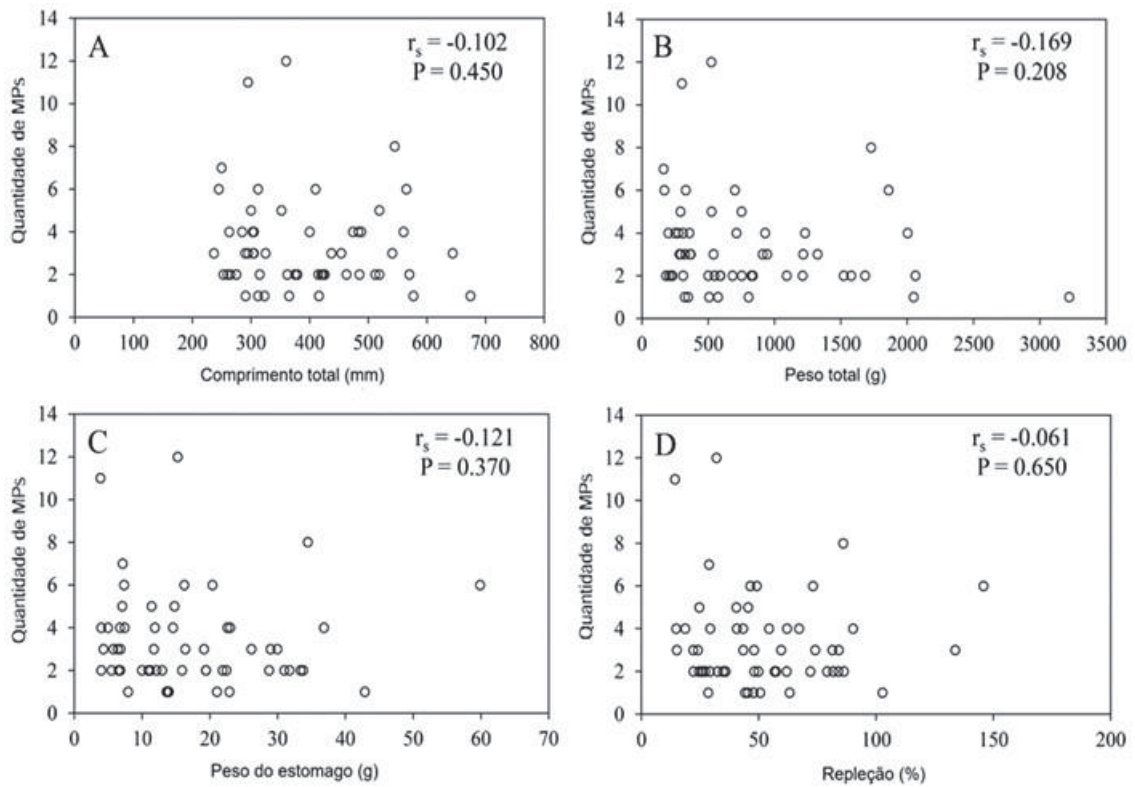 A
r_s = -0.102
P = 0.450
Quantidade de MPs
14
12
10
8
6
4
2
0
0 100 200 300 400 500 600 700 800
Comprimento total (mm)
B
r_s = -0.169
P = 0.208
Quantidade de MPs
14
12
10
8
6
4
2
0
0 500 1000 1500 2000 2500 3000 3500
Peso total (g)
C
r_s = -0.121
P = 0.370
Quantidade de MPs
14
12
10
8
6
4
2
0
0 10 20 30 40 50 60 70
Peso do estomago (g)
D
r_s = -0.061
P = 0.650
Quantidade de MPs
14
12
10
8
6
4
2
0
0 50 100 150 200
Repleção (%)